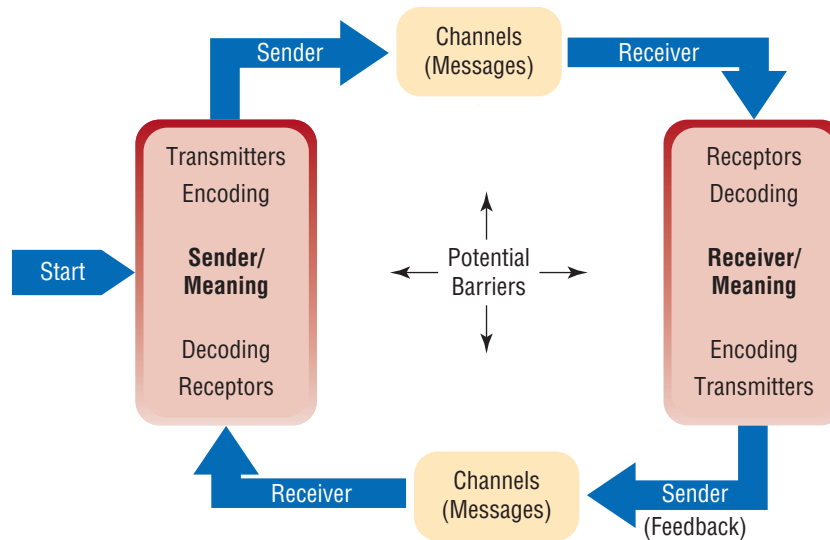 Sender
Channels
(Messages)
Receiver
Transmitters
Encoding
Sender/
Meaning
Decoding
Receptors
Start
Potential
Barriers
Receptors
Decoding
Receiver/
Meaning
Encoding
Transmitters
Receiver
Channels
(Messages)
Sender
(Feedback)